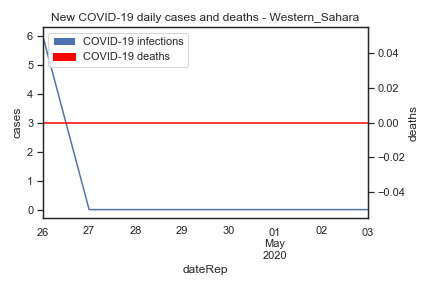 New COVID-19 daily cases and deaths - Western_Sahara
COVID-19 infections
COVID-19 deaths
6
5
4
3
2
1
0
cases
0.04
0.02
0.00
−0.02
−0.04
deaths
26 27 28 29 30 01 02 03
May
2020
dateRep